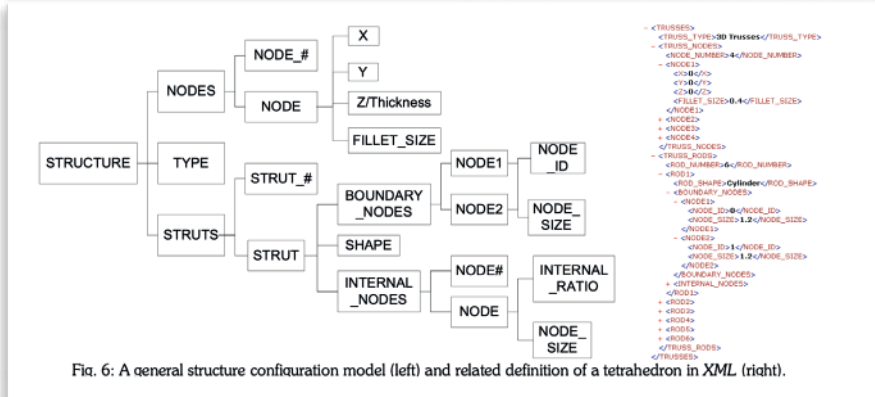 STRUCTURE
NODES
TYPE
STRUTS
NODE_#
NODE
X
Y
Z/Thickness
FILLET_SIZE
STRUT_#
STRUT
BOUNDARY
_NODES
SHAPE
INTERNAL
_NODES
NODE1
NODE2
NODE
_ID
NODE_
SIZE
NODE#
NODE
INTERNAL
_RATIO
NODE_
SIZE
- <TRUSSES>
<TRUSS_TYPE>3D Trusses</TRUSS_TYPE>
- <TRUSS_NODES>
<NODE_NUMBER>4</NODE_NUMBER>
- <NODE1>
<X>0</X>
<Y>0</Y>
<Z>0</Z>
<FILLET_SIZE>0.4</FILLET_SIZE>
</NODE1>
+ <NODE2>
+ <NODE3>
+ <NODE4>
</TRUSS_NODES>
- <TRUSS_RODS>
<ROD_NUMBER>6</ROD_NUMBER>
- <ROD1>
<ROD_SHAPE>Cylinder</ROD_SHAPE>
- <BOUNDARY_NODES>
- <NODE1>
<NODE_ID>0</NODE_ID>
<NODE_SIZE>1.2</NODE_SIZE>
</NODE1>
- <NODE2>
<NODE_ID>1</NODE_ID>
<NODE_SIZE>1.2</NODE_SIZE>
</NODE2>
</BOUNDARY_NODES>
+ <INTERNAL_NODES>
</ROD1>
+ <ROD2>
+ <ROD3>
+ <ROD4>
+ <ROD5>
+ <ROD6>
</TRUSS_RODS>
</TRUSSES>
Fig. 6: A general structure configuration model (left) and related definition of a tetrahedron in XML (right).